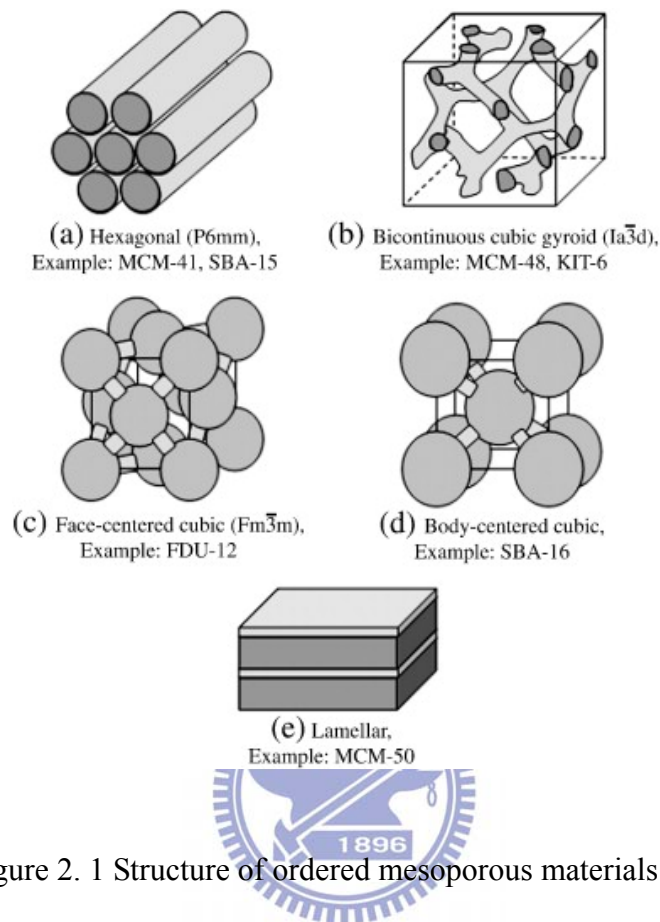 (a) Hexagonal (P6mm),
Example: MCM-41, SBA-15
(b) Bicontinuous cubic gyroid (Ia3̅d),
Example: MCM-48, KIT-6
(c) Face-centered cubic (Fm3̅m),
Example: FDU-12
(d) Body-centered cubic,
Example: SBA-16
(e) Lamellar,
Example: MCM-50
1896
gure 2. 1 Structure of ordered mesoporous materials